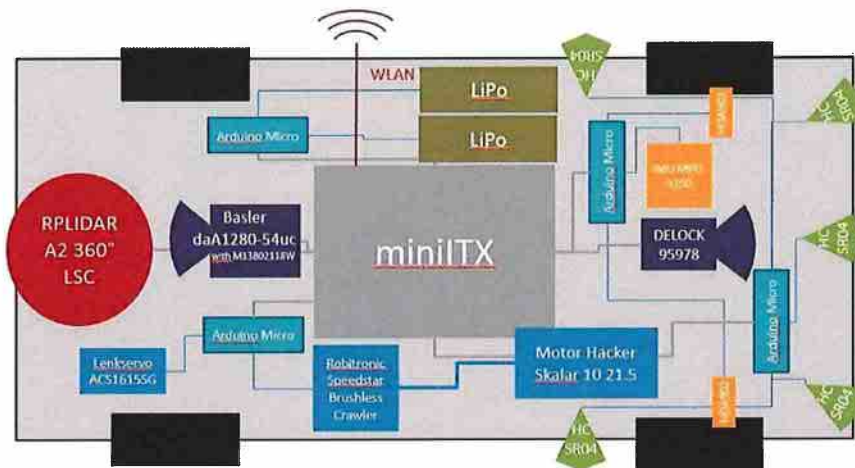 WLAN
LiPo
LiPo
HC
SR04
HC
SR04
Arduino Micro
Arduino Micro
RPLIDAR
A2 360°
LSC
Basler
daA1280-54uc
with M13802118W
miniITX
DELOCK
95978
HC
SR04
Arduino Micro
Arduino Micro
Lenkservo
ACS1615SG
Robitronic
Speedstar
Brushless
Crawler
Motor Hacker
Skalar 10 21.5
HC
SR04
HC
SR04